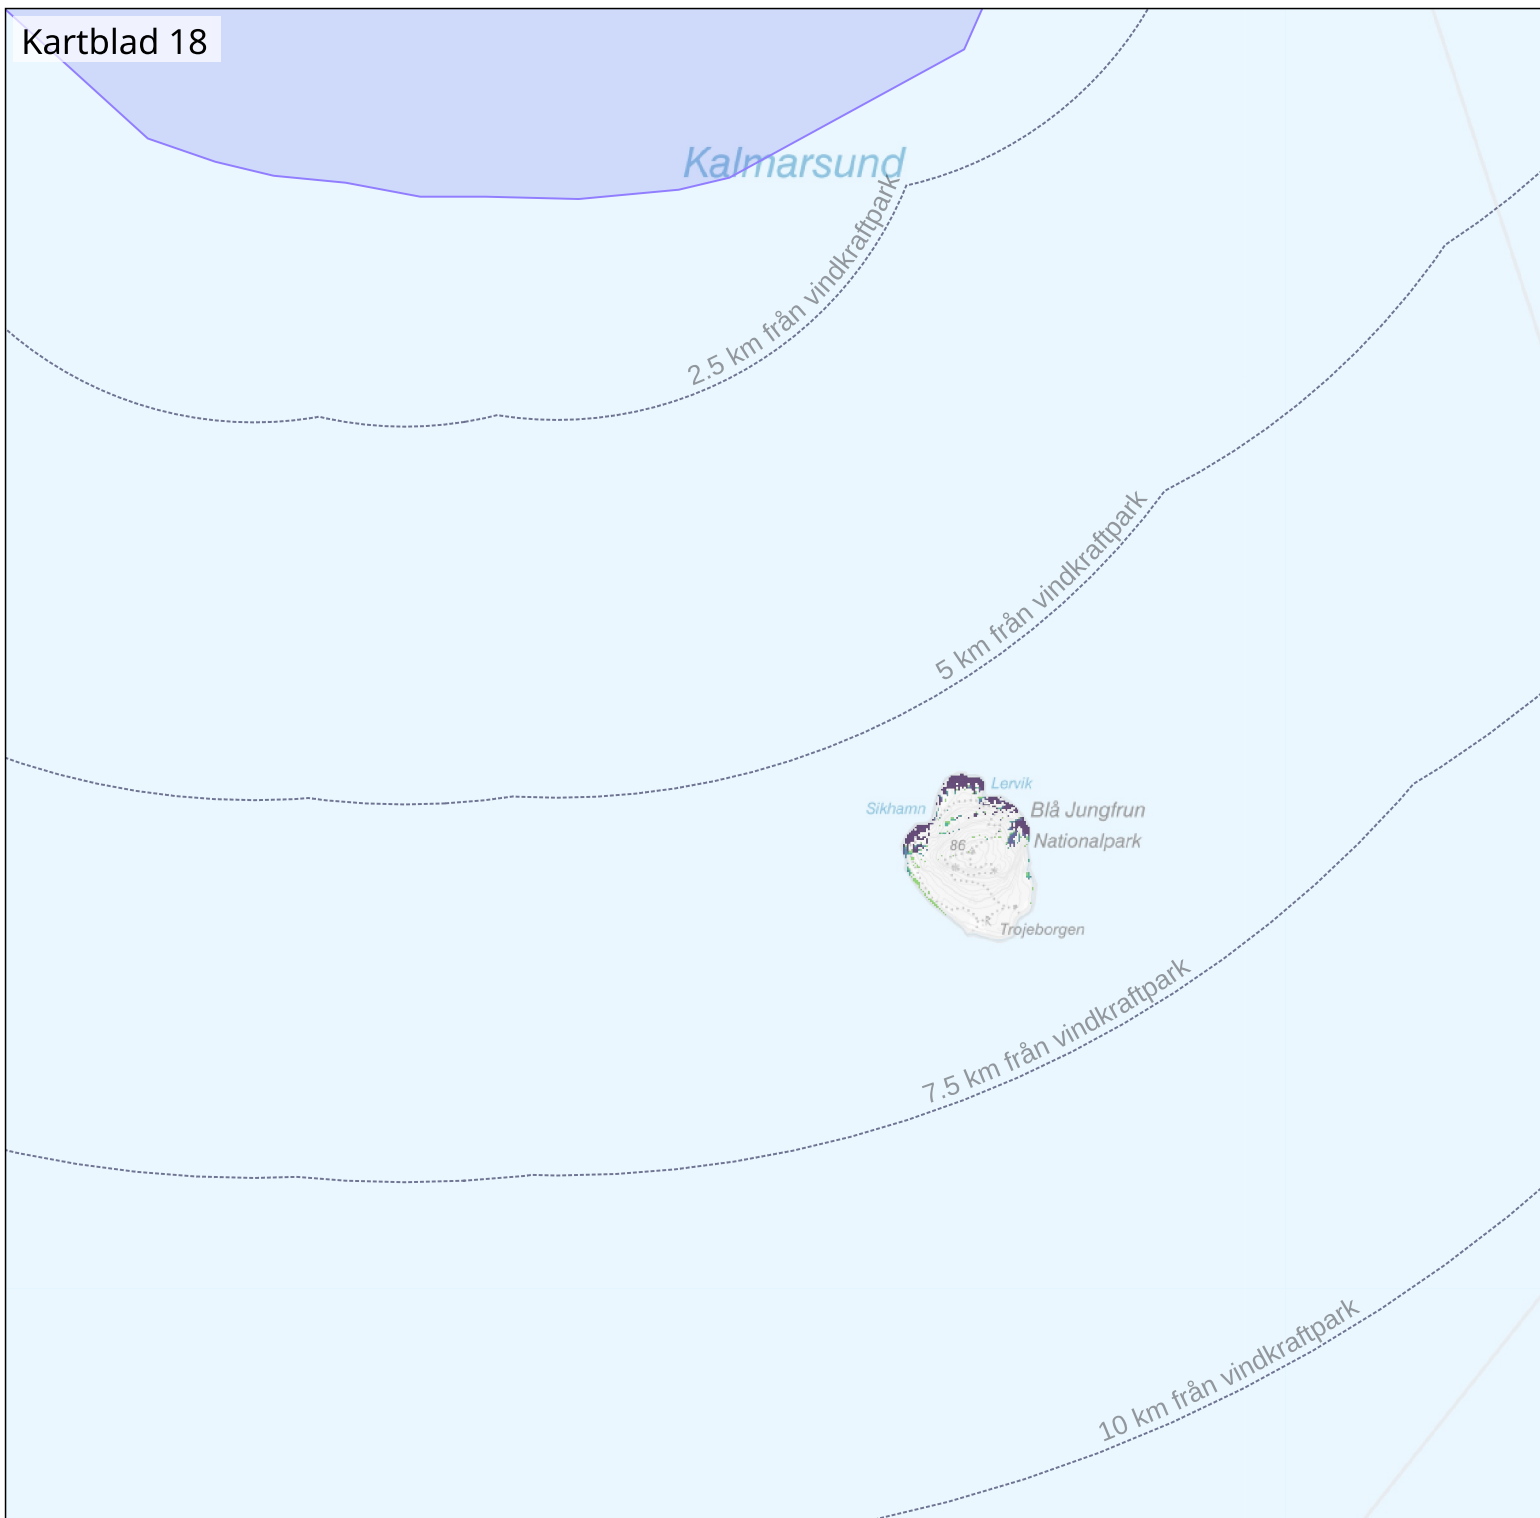 Kartblad 18
Kalmarsund
2.5 km från vindkraftpark
5 km från vindkraftpark
Lervik
Sikhamn
Blå Jungfrun
86
Nationalpark
Trojeborgen
7.5 km från vindkraftpark
10 km från vindkraftpark